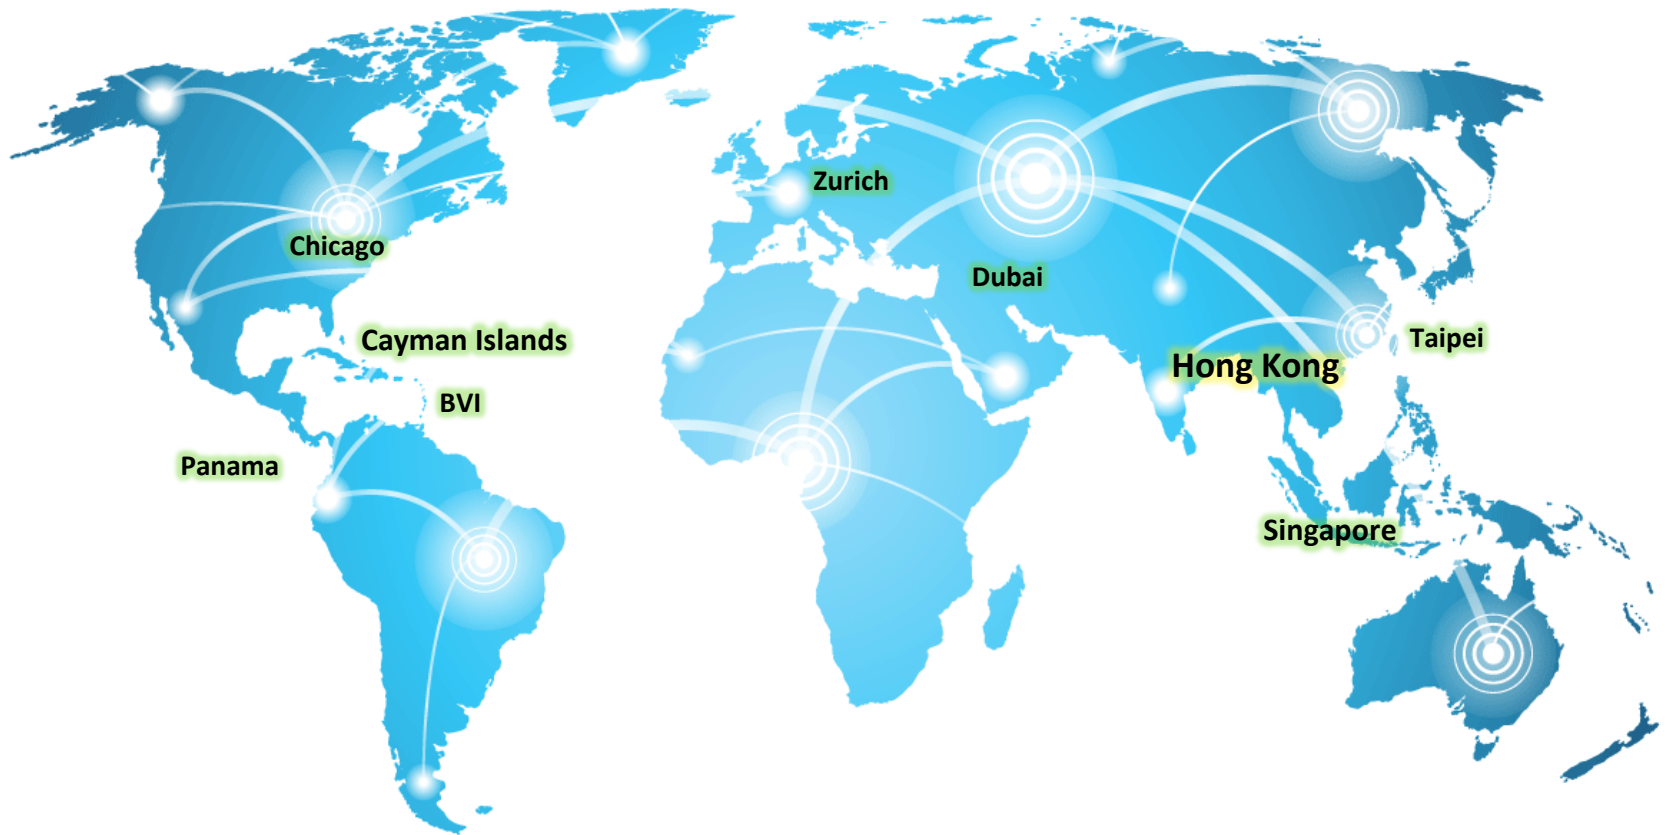 Zurich
Chicago
Dubai
Cayman Islands
Taipei
Hong Kong
BVI
Panama
Singapore